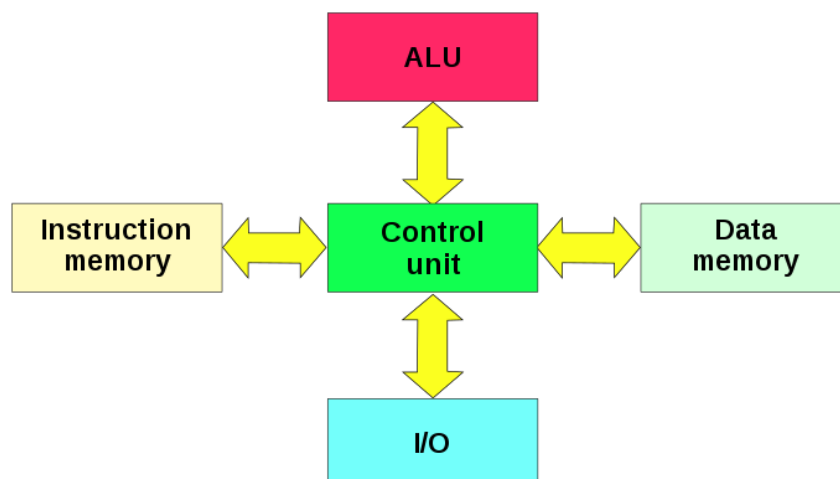 ALU
Instruction
memory
Control
unit
Data
memory
I/O